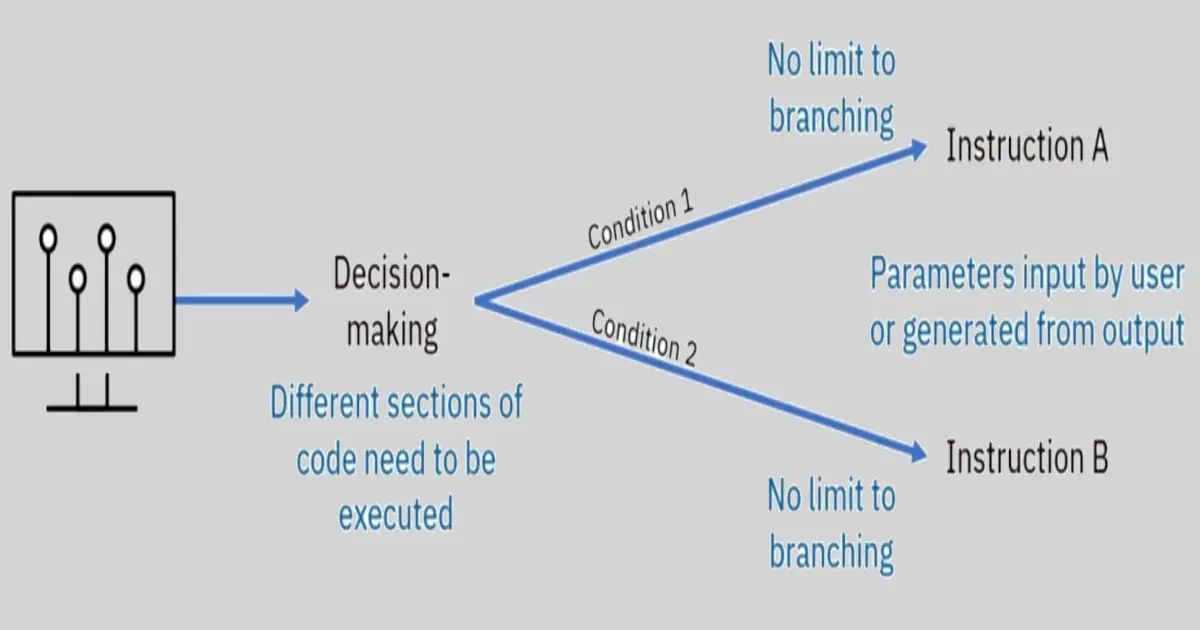 No limit to
branching
Instruction A
Condition 1
Decision-
making
Parameters input by user
or generated from output
Condition 2
Different sections of
code need to be
executed
Instruction B
No limit to
branching